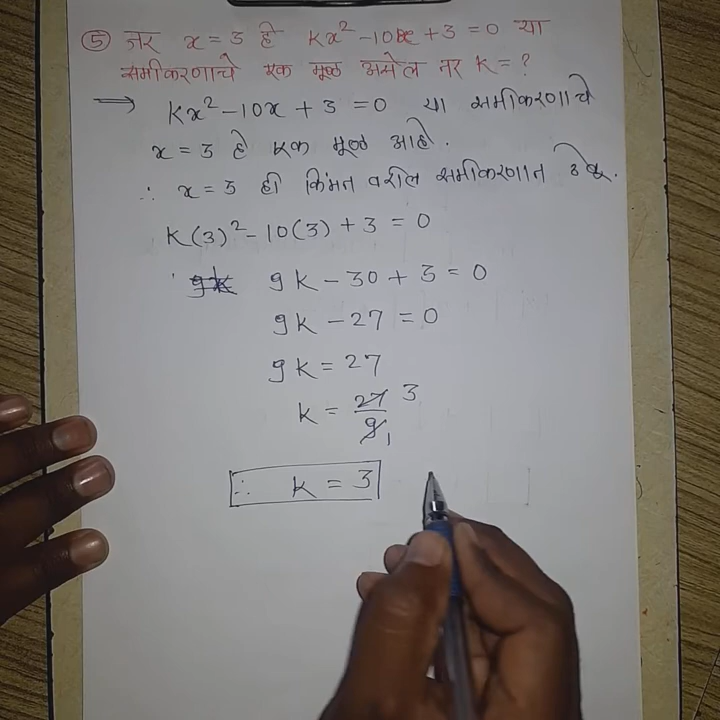 ⑤ जर x = 3 हे Kx² - 10x + 3 = 0 या
समीकरणाचे एक मूळ असेल तर K = ?
⇒ Kx² - 10x + 3 = 0 या समीकरणाचे
x = 3 हे एक मूळ आहे.
∴ x = 3 ही किंमत वरील समीकरणात ठेवू.
K(3)² - 10(3) + 3 = 0
9K - 30 + 3 = 0
9K - 27 = 0
9K = 27
K = 27/9 3 1
∴ K = 3